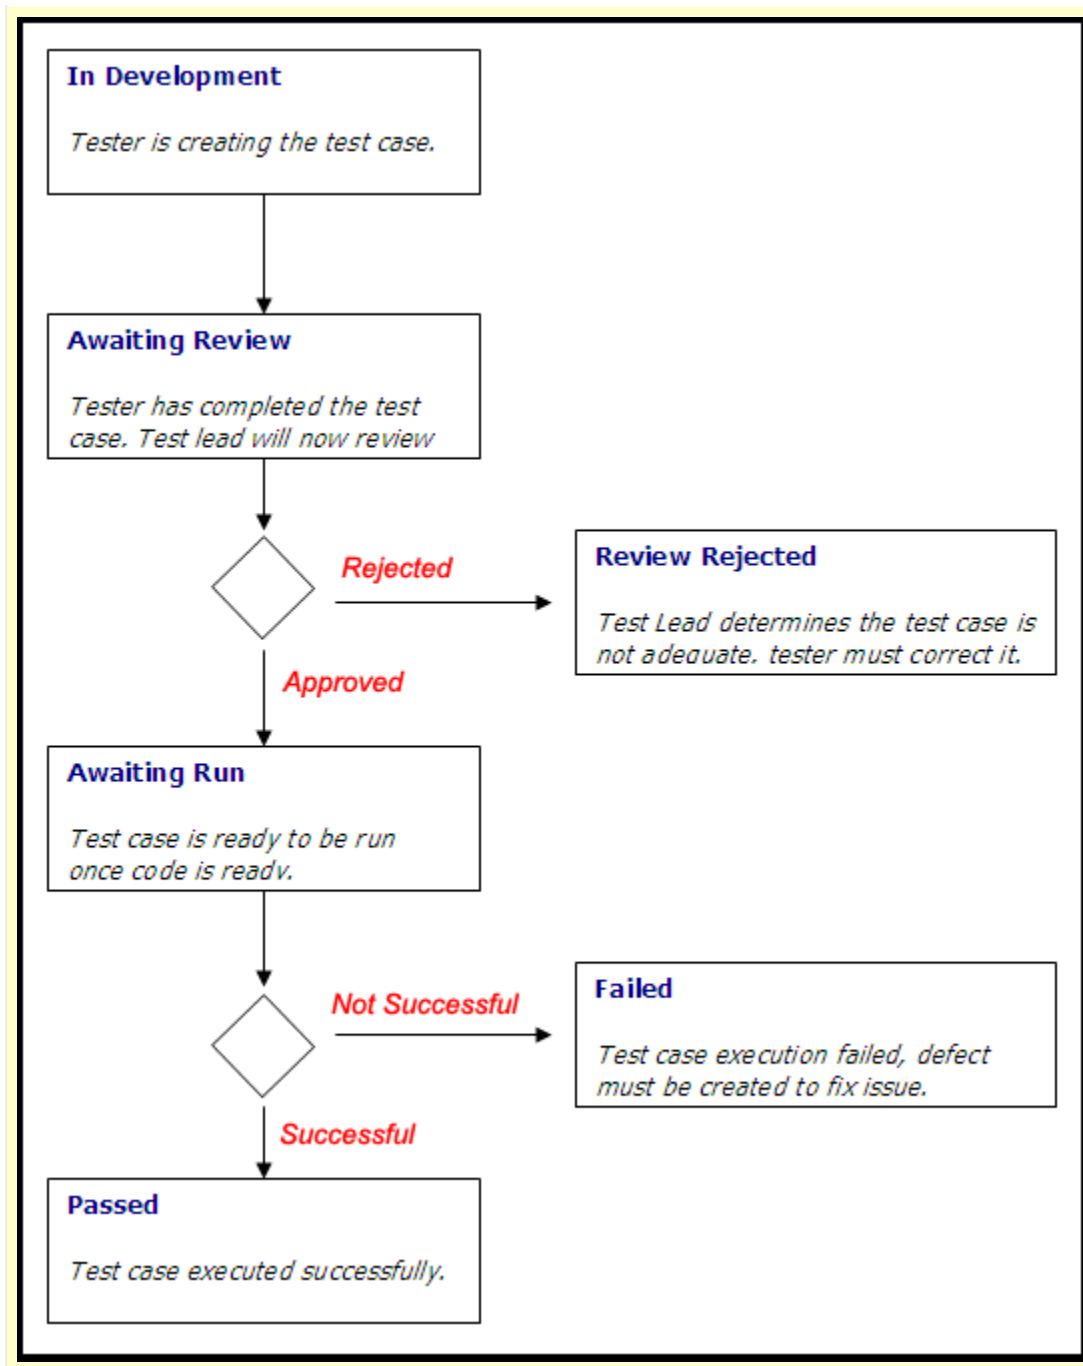 In Development
Tester is creating the test case.
Awaiting Review
Tester has completed the test
case. Test lead will now review
Rejected
Review Rejected
Test Lead determines the test case is
not adequate. tester must correct it.
Approved
Awaiting Run
Test case is ready to be run
once code is ready.
Not Successful
Failed
Test case execution failed, defect
must be created to fix issue.
Successful
Passed
Test case executed successfully.